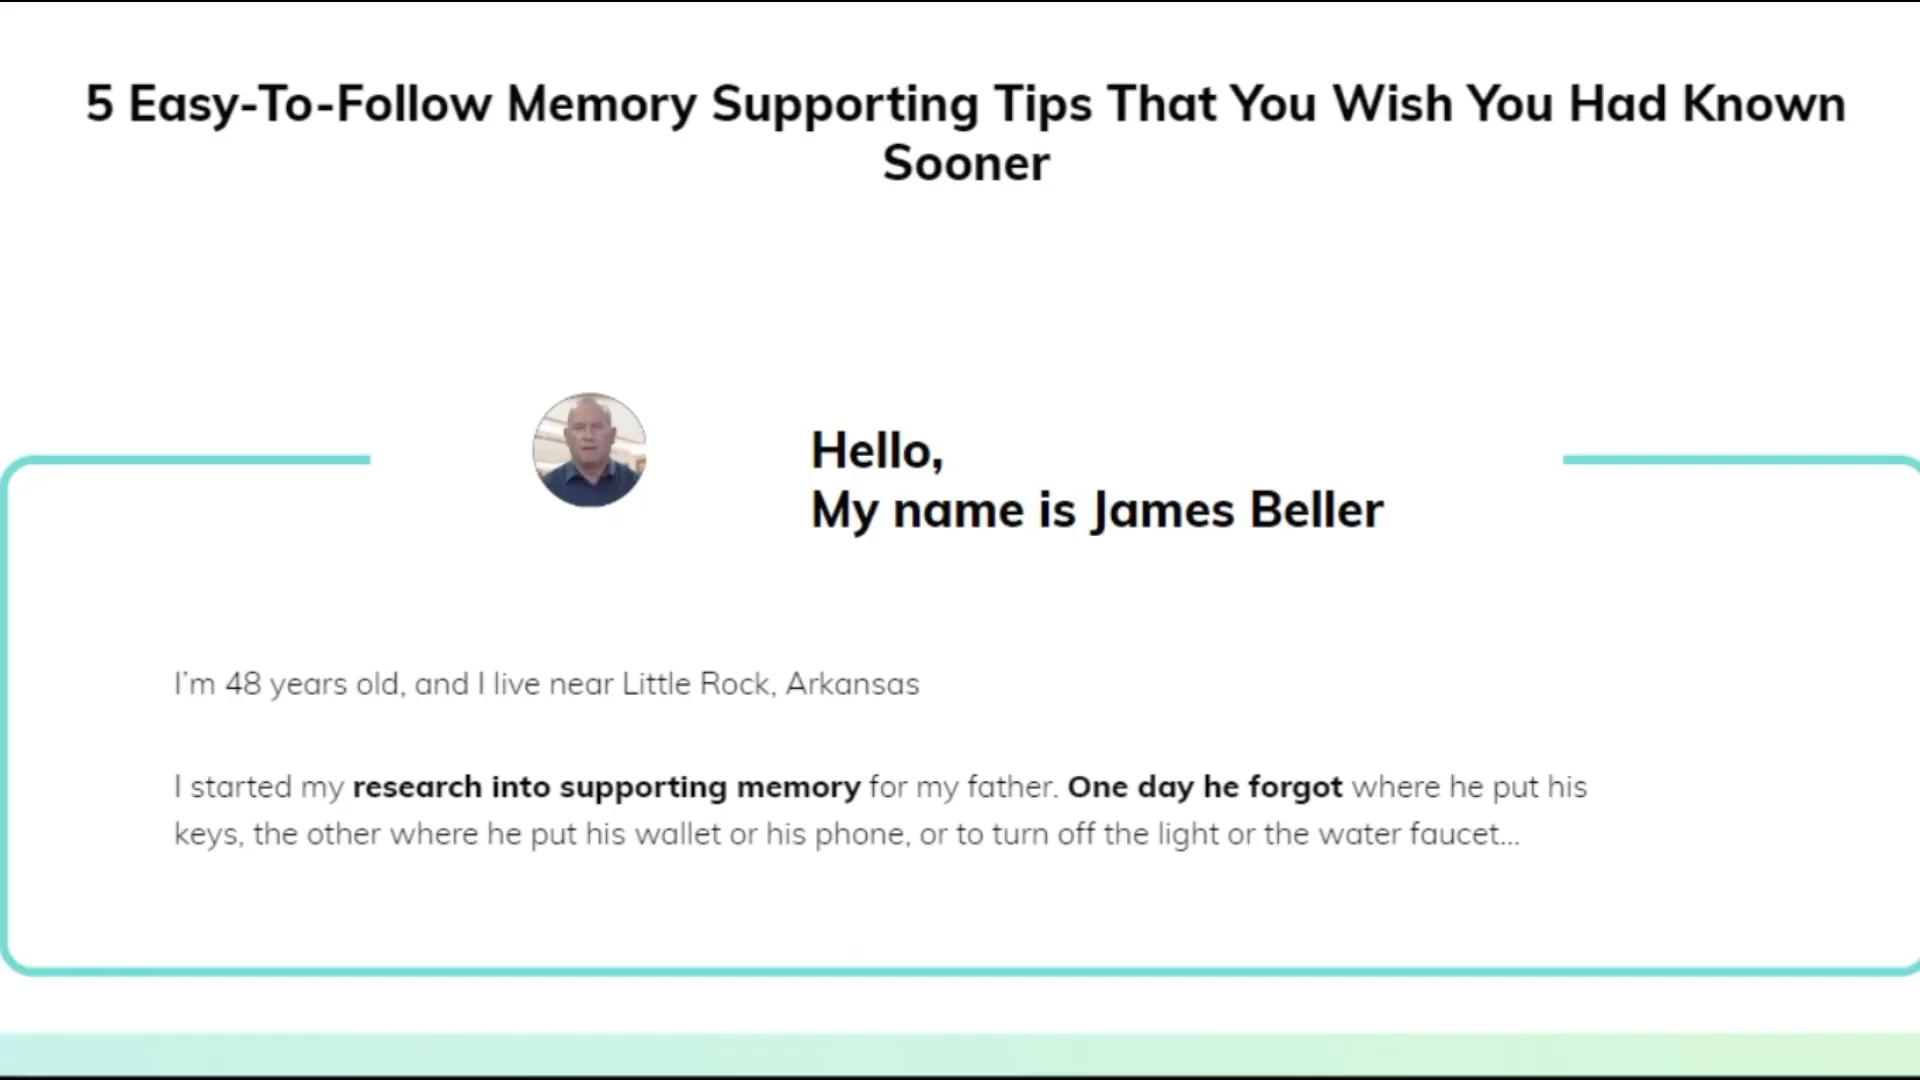 5 Easy-To-Follow Memory Supporting Tips That You Wish You Had Known
Sooner
Hello,
My name is James Beller
I’m 48 years old, and I live near Little Rock, Arkansas
I started my research into supporting memory for my father. One day he forgot where he put his
keys, the other where he put his wallet or his phone, or to turn off the light or the water faucet...